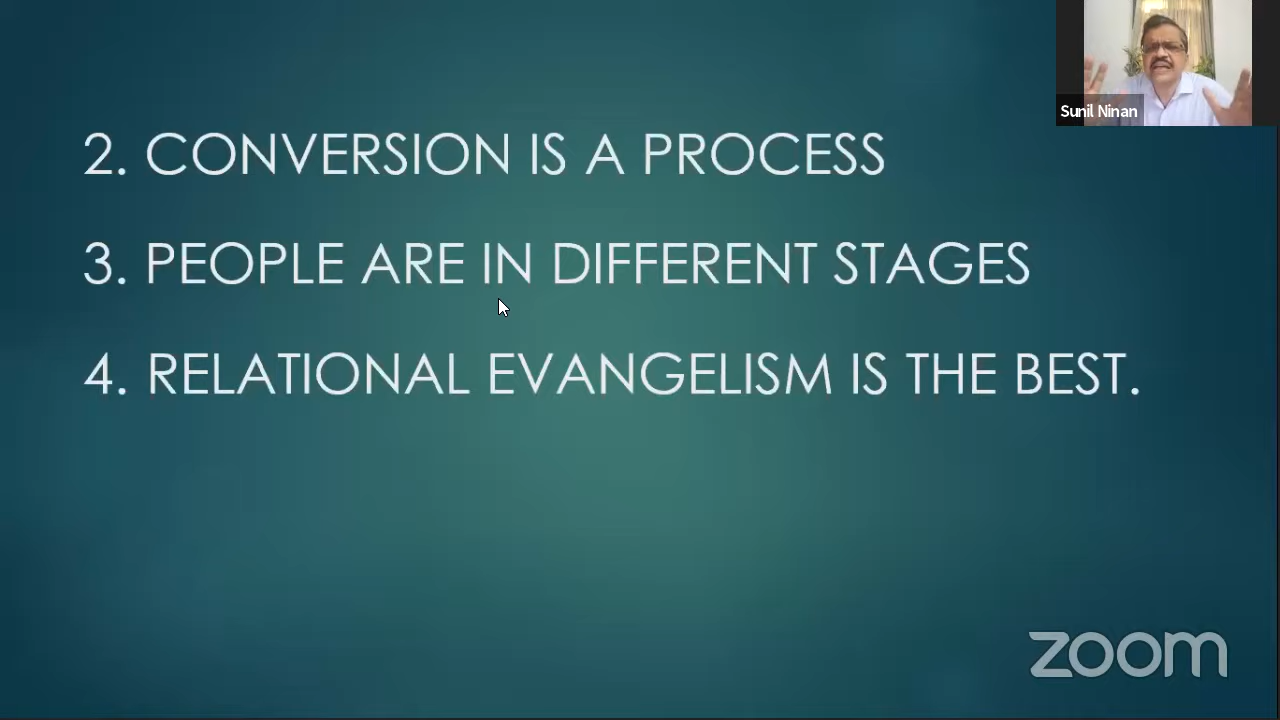 Sunil Ninan
2. CONVERSION IS A PROCESS
3. PEOPLE ARE IN DIFFERENT STAGES
4. RELATIONAL EVANGELISM IS THE BEST.
zoom